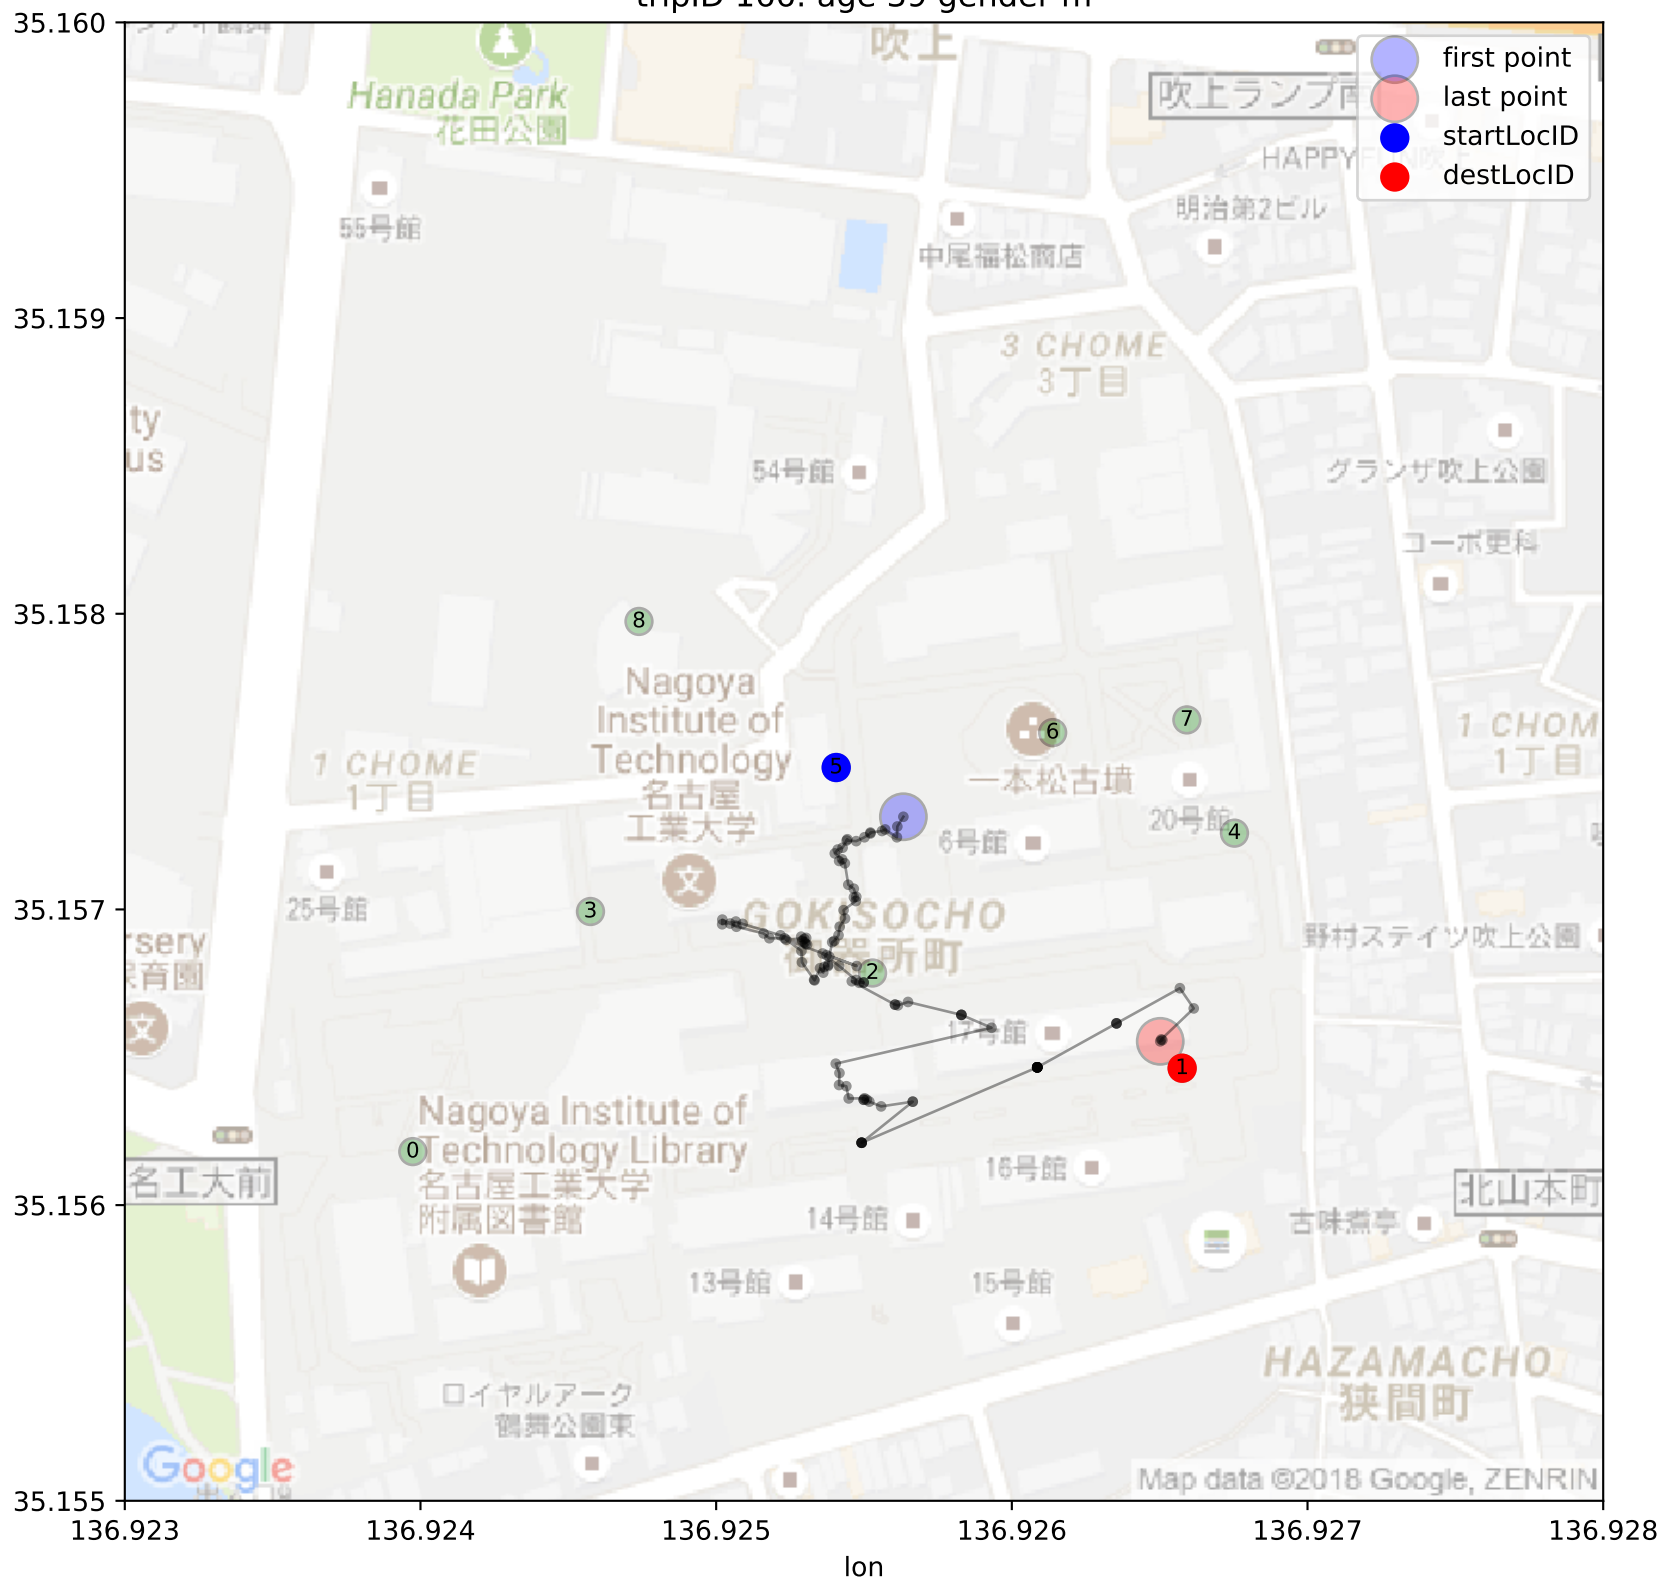 35.160
35.159
35.158
35.157
35.156
35.155
136.923
136.924
136.925
136.926
136.927
136.928
lon
first point
last point
startLocID
destLocID
吹上
Hanada Park
花田公園
吹上ランプ南
55号館
中尾福松商店
明治第2ビル
3 CHOME
3丁目
ty
us
54号館
グランザ吹上公園
コーポ更科
8
Nagoya
Institute of
Technology
名古屋
工業大学
1 CHOME
1丁目
5
6
7
一本松古墳
1 CHOM
1丁目
20号館
4
6号館
25号館
3
GOKISOCHO
所町
2
野村ステイツ吹上公園
rsery
育園
17号館
1
Nagoya Institute of
Technology Library
名古屋工業大学
附属図書館
0
名工大前
16号館
北山本町
14号館
古味煮亭
13号館
15号館
HAZAMACHO
狭間町
ロイヤルアーク
鶴舞公園東
Google
Map data ©2018 Google, ZENRIN